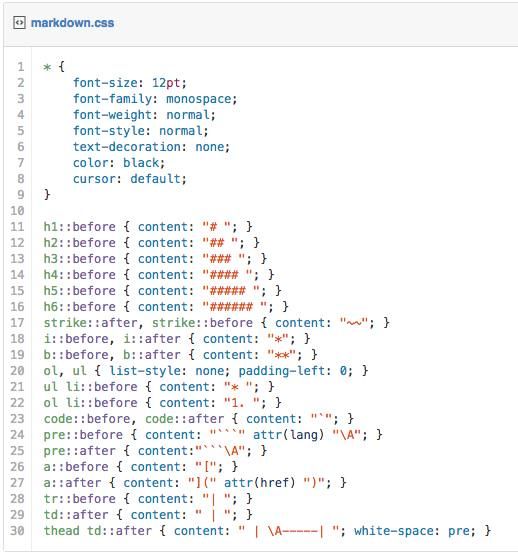 markdown.css
1 * {
2     font-size: 12pt;
3     font-family: monospace;
4     font-weight: normal;
5     font-style: normal;
6     text-decoration: none;
7     color: black;
8     cursor: default;
9 }
10
11 h1::before { content: "# "; }
12 h2::before { content: "## "; }
13 h3::before { content: "### "; }
14 h4::before { content: "#### "; }
15 h5::before { content: "##### "; }
16 h6::before { content: "###### "; }
17 strike::after, strike::before { content: "~~"; }
18 i::before, i::after { content: "*"; }
19 b::before, b::after { content: "**"; }
20 ol, ul { list-style: none; padding-left: 0; }
21 ul li::before { content: "* "; }
22 ol li::before { content: "1. "; }
23 code::before, code::after { content: "`"; }
24 pre::before { content: "```" attr(lang) "\A"; }
25 pre::after { content:"```\A"; }
26 a::before { content: "["; }
27 a::after { content: "](" attr(href) ")"; }
28 tr::before { content: "| "; }
29 td::after { content: " | "; }
30 thead td::after { content: " | \A-----| "; white-space: pre; }